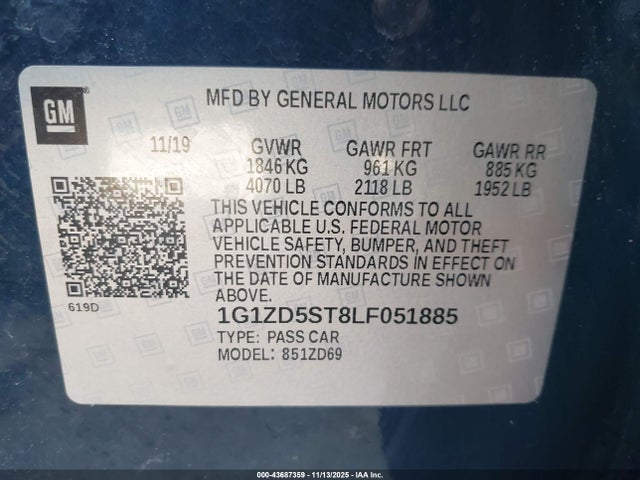 GM
MFD BY GENERAL MOTORS LLC
11/19 GVWR GAWR FRT GAWR RR
1846 KG 961 KG 885 KG
4070 LB 2118 LB 1952 LB
THIS VEHICLE CONFORMS TO ALL
APPLICABLE U.S. FEDERAL MOTOR
VEHICLE SAFETY, BUMPER, AND THEFT
PREVENTION STANDARDS IN EFFECT ON
THE DATE OF MANUFACTURE SHOWN
ABOVE.
619D
1G1ZD5ST8LF051885
TYPE: PASS CAR
MODEL: 851ZD69
000-43687359 - 11/13/2025 - IAA Inc.